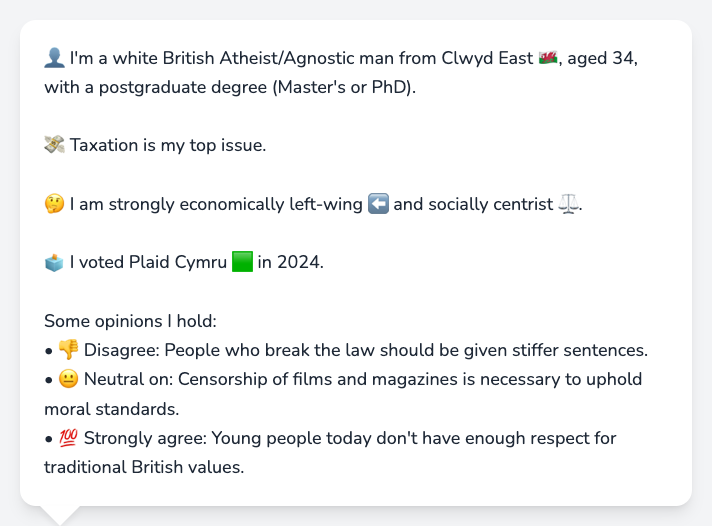 👤 I'm a white British Atheist/Agnostic man from Clwyd East 🏴󠁧󠁢󠁷󠁬󠁳󠁿, aged 34,
with a postgraduate degree (Master's or PhD).
💸 Taxation is my top issue.
🤔 I am strongly economically left-wing ⬅️ and socially centrist ⚖️.
🗳️ I voted Plaid Cymru 🟩 in 2024.
Some opinions I hold:
• 👎 Disagree: People who break the law should be given stiffer sentences.
• 😐 Neutral on: Censorship of films and magazines is necessary to uphold
moral standards.
• 💯 Strongly agree: Young people today don't have enough respect for
traditional British values.